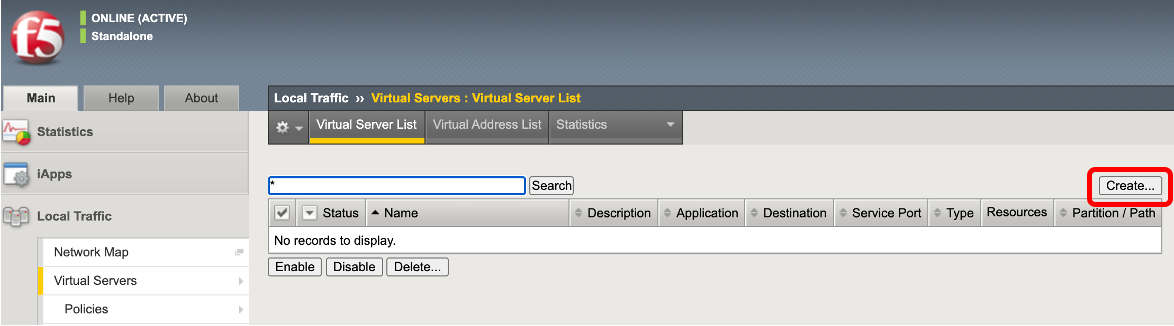 f5
ONLINE (ACTIVE)
Standalone
Main Help About
Local Traffic ›› Virtual Servers : Virtual Server List
Statistics
Virtual Server List Virtual Address List Statistics
iApps
* Search Create...
Local Traffic
Status Name Description Application Destination Service Port Type Resources Partition / Path
No records to display.
Network Map
Enable Disable Delete...
Virtual Servers
Policies